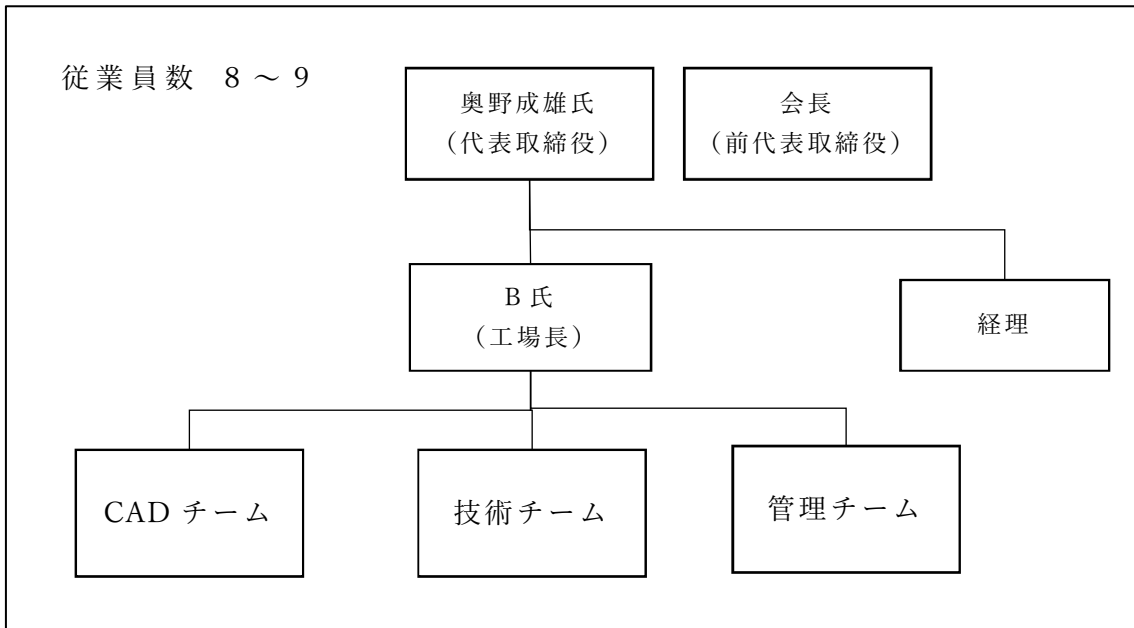 従業員数 8～9
奥野成雄氏
（代表取締役）
会長
（前代表取締役）
B氏
（工場長）
経理
CADチーム
技術チーム
管理チーム